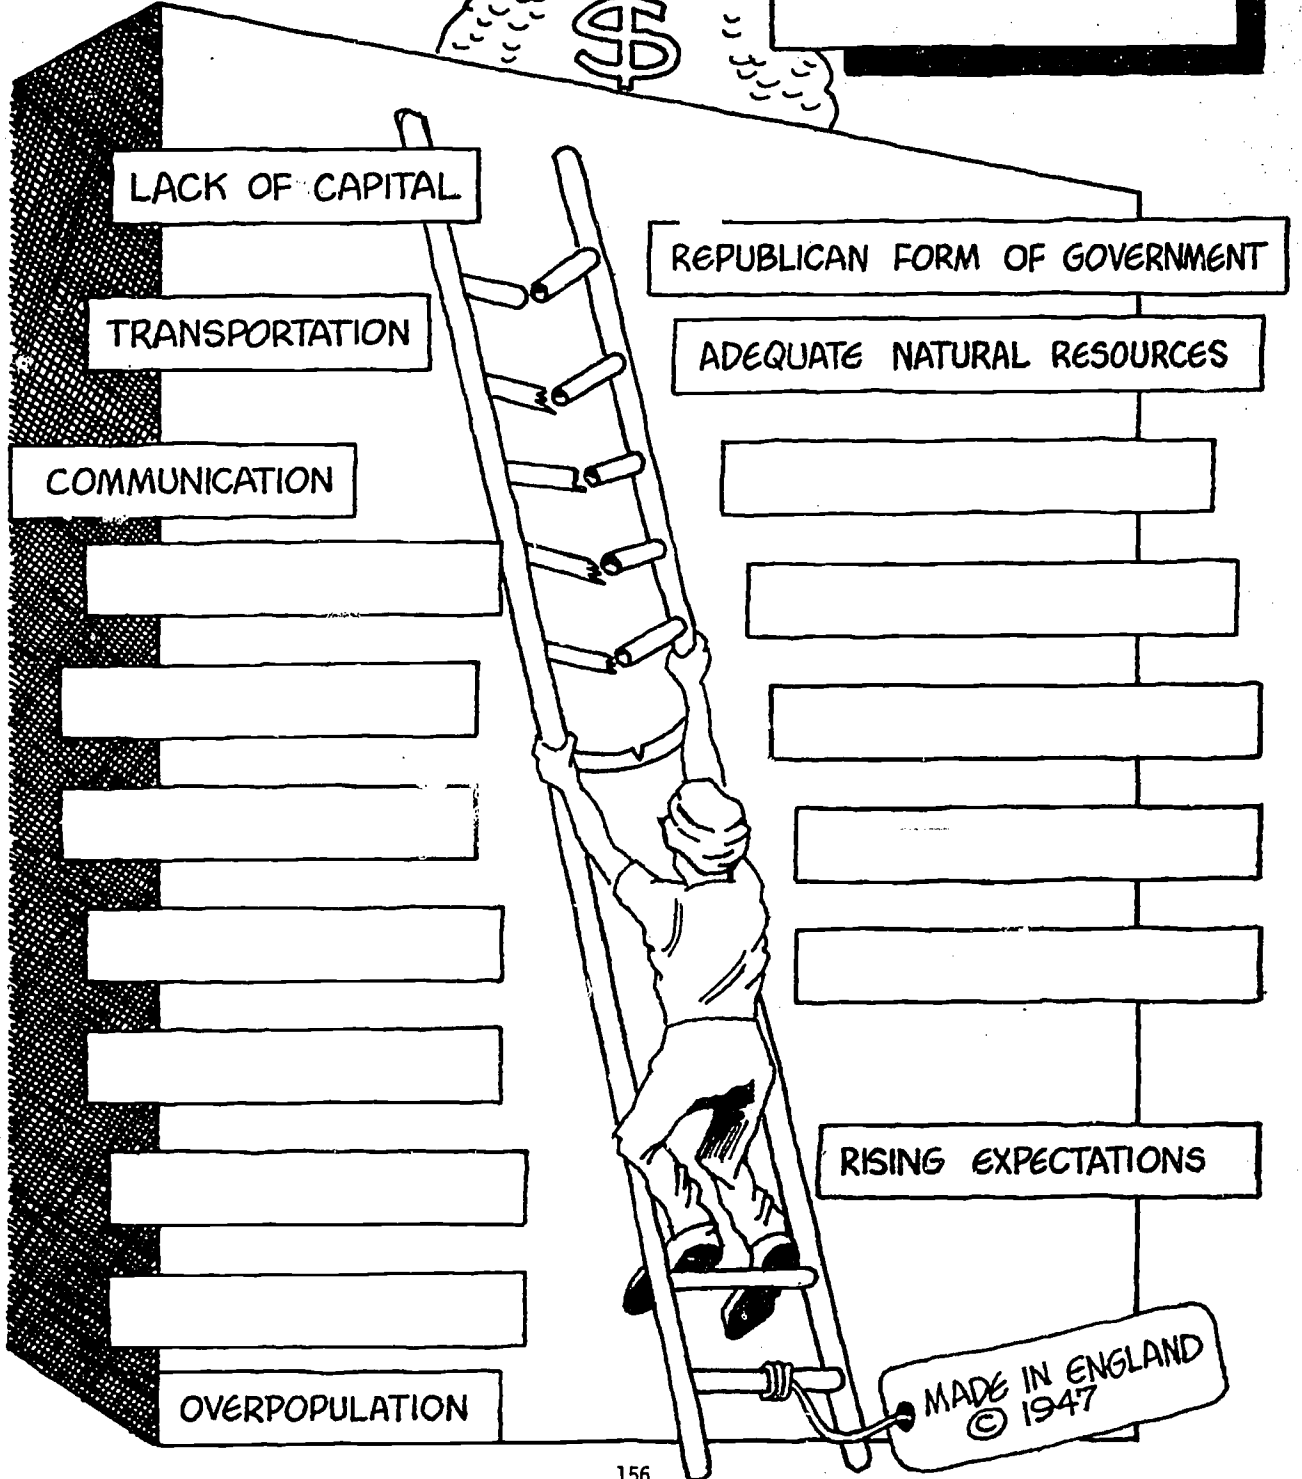 $
LACK OF CAPITAL
TRANSPORTATION
COMMUNICATION
OVERPOPULATION
REPUBLICAN FORM OF GOVERNMENT
ADEQUATE NATURAL RESOURCES
RISING EXPECTATIONS
MADE IN ENGLAND
© 1947
156